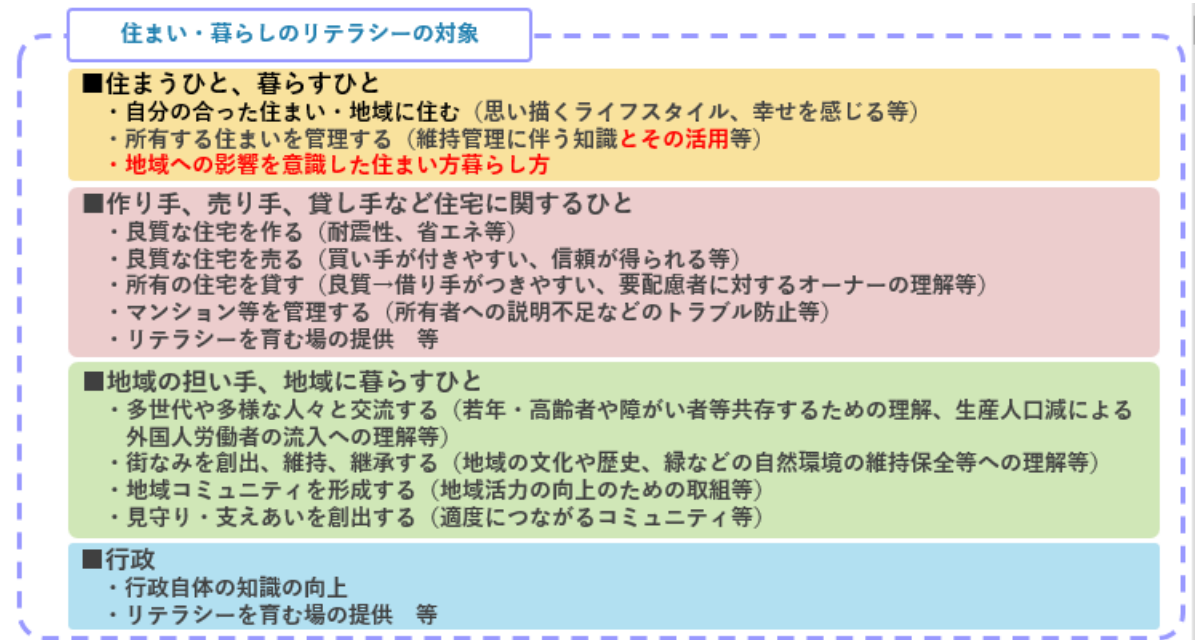 住まい・暮らしのリテラシーの対象
■住まうひと、暮らすひと
・自分の合った住まい・地域に住む（思い描くライフスタイル、幸せを感じる等）
・所有する住まいを管理する（維持管理に伴う知識とその活用等）
・地域への影響を意識した住まい方暮らし方
■作り手、売り手、貸し手など住宅に関するひと
・良質な住宅を作る（耐震性、省エネ等）
・良質な住宅を売る（買い手が付きやすい、信頼が得られる等）
・所有の住宅を貸す（良質→借り手がつきやすい、要配慮者に対するオーナーの理解等）
・マンション等を管理する（所有者への説明不足などのトラブル防止等）
・リテラシーを育む場の提供　等
■地域の担い手、地域に暮らすひと
・多世代や多様な人々と交流する（若年・高齢者や障がい者等共存するための理解、生産人口減による
外国人労働者の流入への理解等）
・街なみを創出、維持、継承する（地域の文化や歴史、緑などの自然環境の維持保全等への理解等）
・地域コミュニティを形成する（地域活力の向上のための取組等）
・見守り・支えあいを創出する（適度につながるコミュニティ等）
■行政
・行政自体の知識の向上
・リテラシーを育む場の提供　等